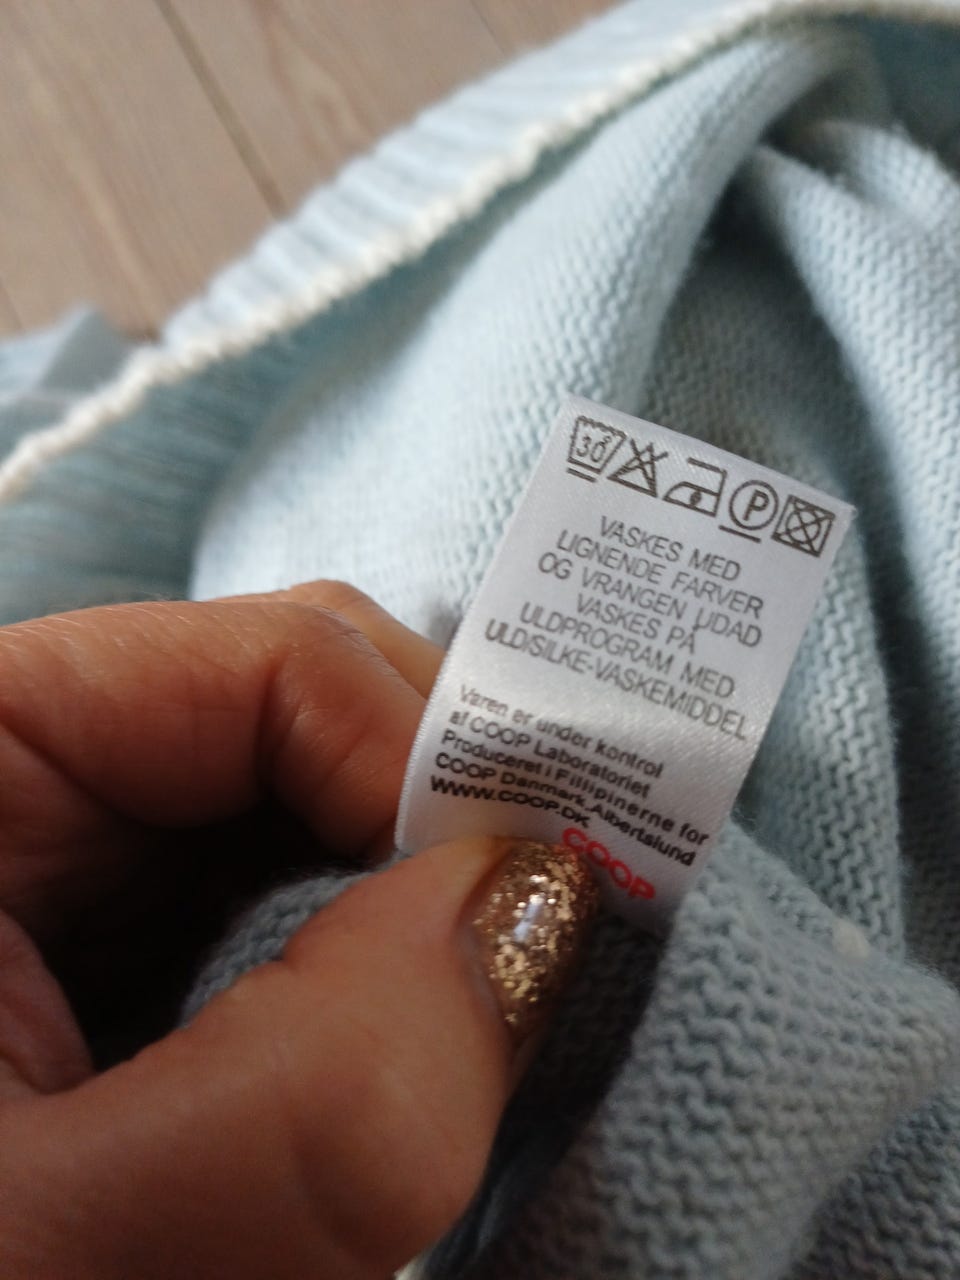 30°
P
VASKES MED
LIGNENDE FARVER
OG VRANGEN UDAD
VASKES PÅ
ULDPROGRAM MED
ULD/SILKE-VASKEMIDDEL
Varen er under kontrol
af COOP Laboratoriet
Produceret i Fillipinerne for
COOP Danmark, Albertslund
WWW.COOP.DK
COOP